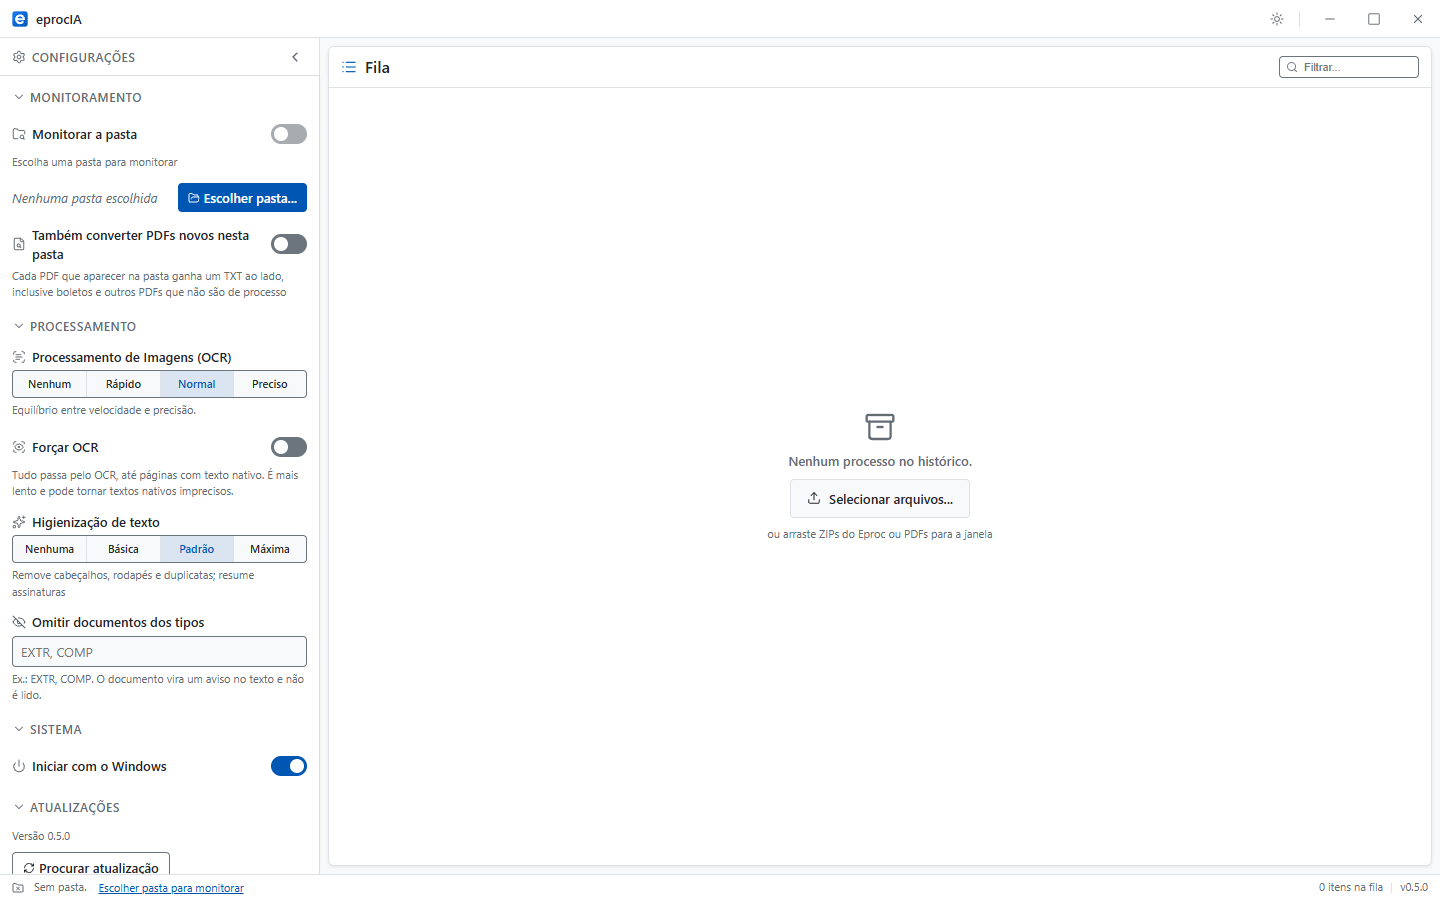 eprocIA
CONFIGURAÇÕES
MONITORAMENTO
Monitorar a pasta
Escolha uma pasta para monitorar
Nenhuma pasta escolhida
Escolher pasta...
Também converter PDFs novos nesta
pasta
Cada PDF que aparecer na pasta ganha um TXT ao lado,
inclusive boletos e outros PDFs que não são de processo
PROCESSAMENTO
Processamento de Imagens (OCR)
Nenhum Rápido Normal Preciso
Equilíbrio entre velocidade e precisão.
Forçar OCR
Tudo passa pelo OCR, até páginas com texto nativo. É mais
lento e pode tornar textos nativos imprecisos.
Higienização de texto
Nenhuma Básica Padrão Máxima
Remove cabeçalhos, rodapés e duplicatas; resume
assinaturas
Omitir documentos dos tipos
EXTR, COMP
Ex.: EXTR, COMP. O documento vira um aviso no texto e não
é lido.
SISTEMA
Iniciar com o Windows
ATUALIZAÇÕES
Versão 0.5.0
Procurar atualização
Fila
Filtrar...
Nenhum processo no histórico.
Selecionar arquivos...
ou arraste ZIPs do Eproc ou PDFs para a janela
Sem pasta. Escolher pasta para monitorar
0 itens na fila
v0.5.0